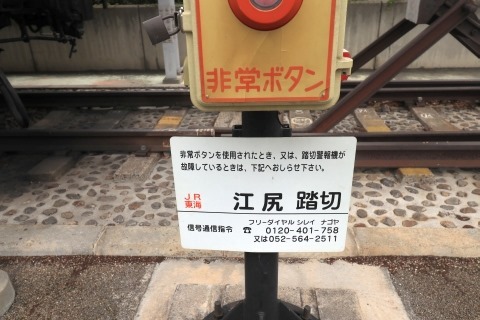 非常ボタン
非常ボタンを使用されたとき、又は、踏切警報機が
故障しているときは、下記へおしらせ下さい。
JR
東海
江尻 踏切
フリーダイヤル シレイ ナゴヤ
信号通信指令 ☎ 0120-401-758
又は052-564-2511